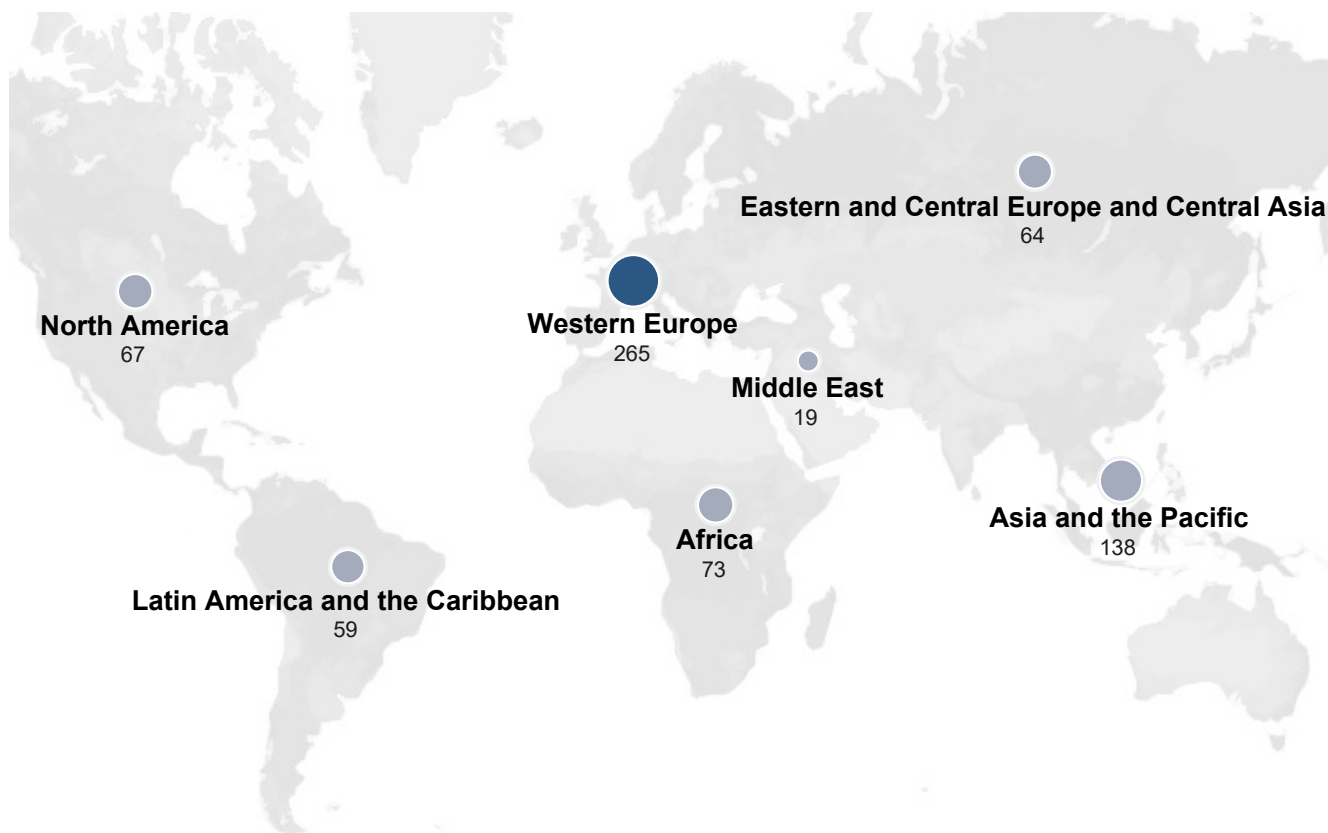 Eastern and Central Europe and Central Asia
64
North America
67
Western Europe
265
Middle East
19
Asia and the Pacific
138
Africa
73
Latin America and the Caribbean
59